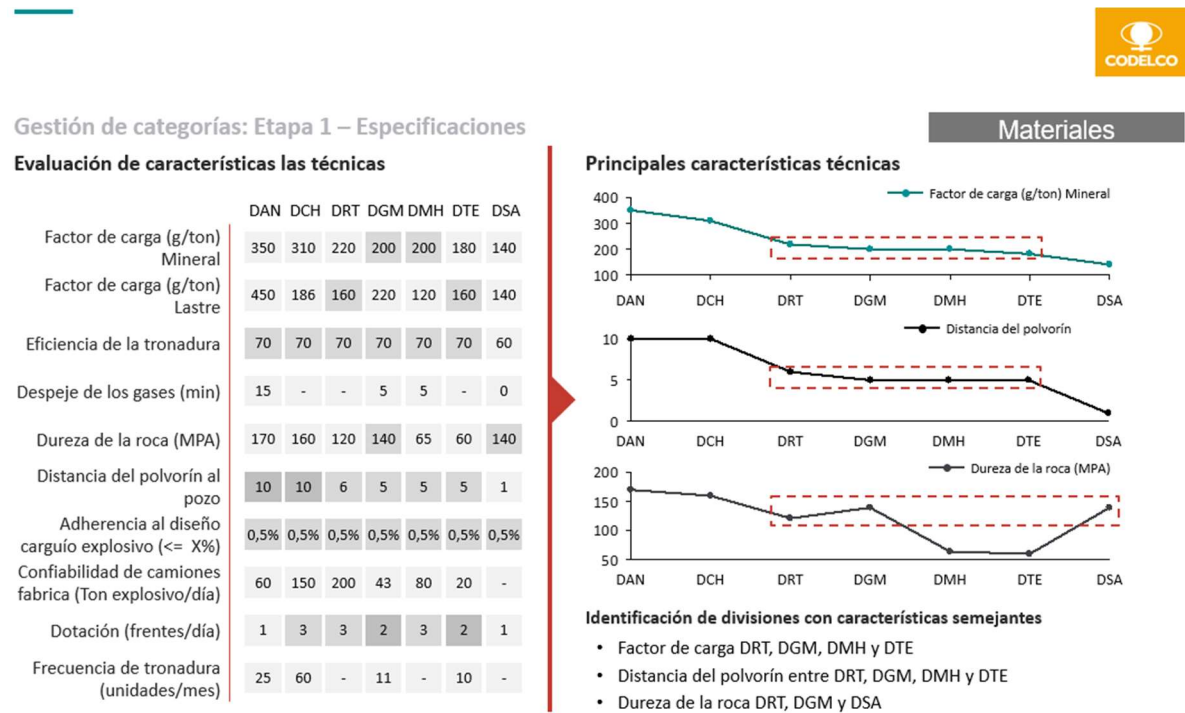 CODELCO
Gestión de categorías: Etapa 1 – Especificaciones
Materiales
Evaluación de características las técnicas
DAN DCH DRT DGM DMH DTE DSA
Factor de carga (g/ton) Mineral 350 310 220 200 200 180 140
Factor de carga (g/ton) Lastre 450 186 160 220 120 160 140
Eficiencia de la tronadura 70 70 70 70 70 70 60
Despeje de los gases (min) 15 - - 5 5 - 0
Dureza de la roca (MPA) 170 160 120 140 65 60 140
Distancia del polvorín al pozo 10 10 6 5 5 5 1
Adherencia al diseño carguío explosivo (<= X%) 0,5% 0,5% 0,5% 0,5% 0,5% 0,5% 0,5%
Confiabilidad de camiones fabrica (Ton explosivo/día) 60 150 200 43 80 20 -
Dotación (frentes/día) 1 3 3 2 3 2 1
Frecuencia de tronadura (unidades/mes) 25 60 - 11 - 10 -
Principales características técnicas
Factor de carga (g/ton) Mineral
400
300
200
100
DAN DCH DRT DGM DMH DTE DSA
Distancia del polvorín
10
5
0
DAN DCH DRT DGM DMH DTE DSA
Dureza de la roca (MPA)
200
150
100
50
DAN DCH DRT DGM DMH DTE DSA
Identificación de divisiones con características semejantes
• Factor de carga DRT, DGM, DMH y DTE
• Distancia del polvorín entre DRT, DGM, DMH y DTE
• Dureza de la roca DRT, DGM y DSA